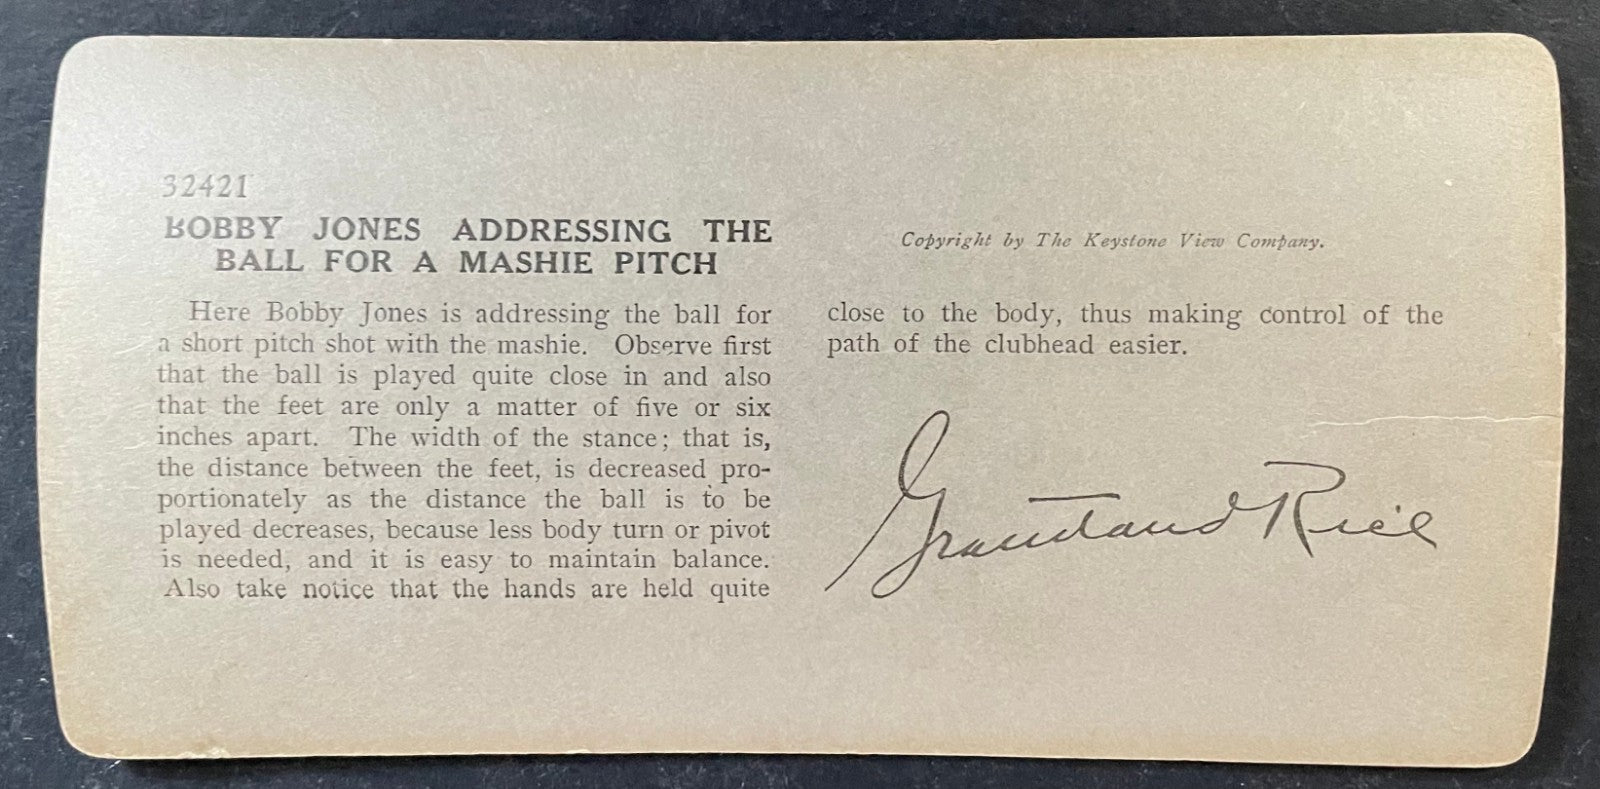 32421
BOBBY JONES ADDRESSING THE
BALL FOR A MASHIE PITCH
Here Bobby Jones is addressing the ball for
a short pitch shot with the mashie. Observe first
that the ball is played quite close in and also
that the feet are only a matter of five or six
inches apart. The width of the stance; that is,
the distance between the feet, is decreased pro-
portionately as the distance the ball is to be
played decreases, because less body turn or pivot
is needed, and it is easy to maintain balance.
Also take notice that the hands are held quite
Copyright by The Keystone View Company.
close to the body, thus making control of the
path of the clubhead easier.
Grantland Rice